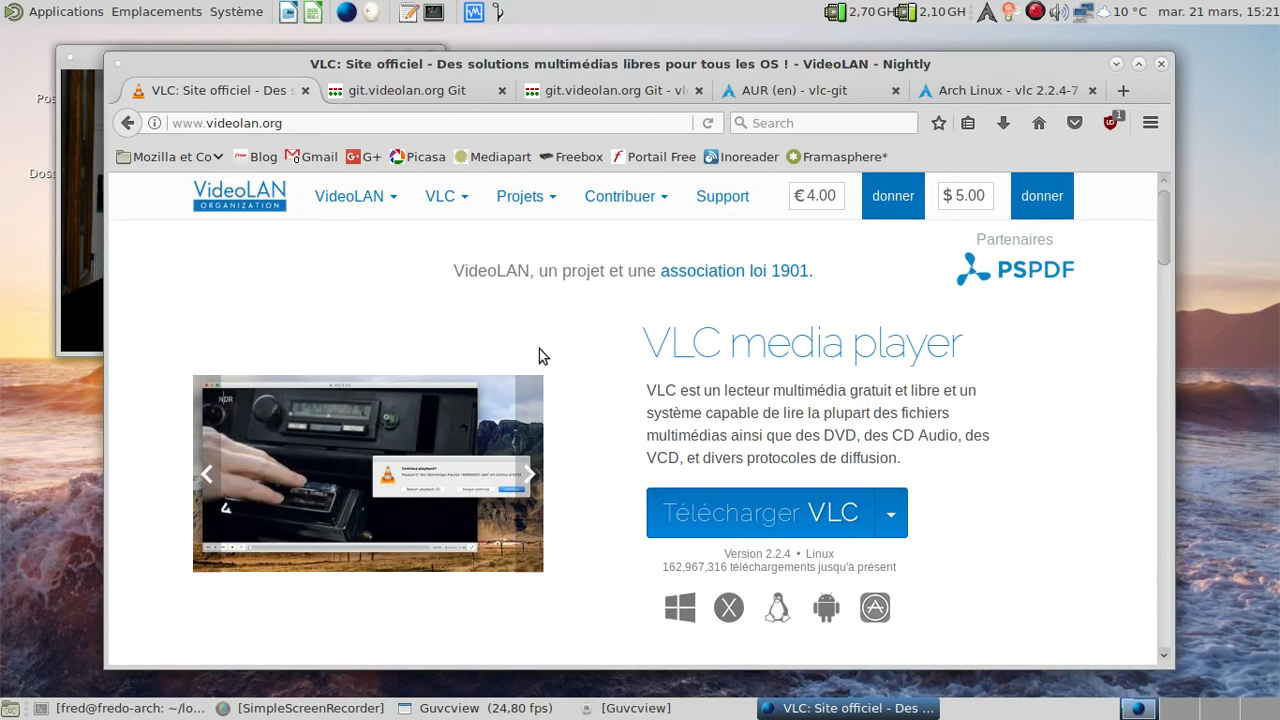 Applications Emplacements Système
2,70 GH 2,10 GH 10 °C mar. 21 mars, 15:21
VLC: Site officiel - Des solutions multimédias libres pour tous les OS ! - VideoLAN - Nightly
VLC: Site officiel - Des s git.videolan.org Git git.videolan.org Git - vl AUR (en) - vlc-git Arch Linux - vlc 2.2.4-7
www.videolan.org Search
1
Mozilla et Co Blog Gmail G+ Picasa Mediapart Freebox Portail Free Inoreader Framasphere*
VideoLAN
ORGANIZATION
VideoLAN VLC Projets Contribuer Support € 4.00 donner $ 5.00 donner
Partenaires
PSPDF
VideoLAN, un projet et une association loi 1901.
VLC media player
VLC est un lecteur multimédia gratuit et libre et un
système capable de lire la plupart des fichiers
multimédias ainsi que des DVD, des CD Audio, des
VCD, et divers protocoles de diffusion.
NDR
Continue playback?
Télécharger VLC
Version 2.2.4 • Linux
162,967,316 téléchargements jusqu'à présent
Pos
Doss
[fred@fredo-arch: ~/lo... [SimpleScreenRecorder] Guvcview (24,80 fps) [Guvcview] VLC: Site officiel - Des ...